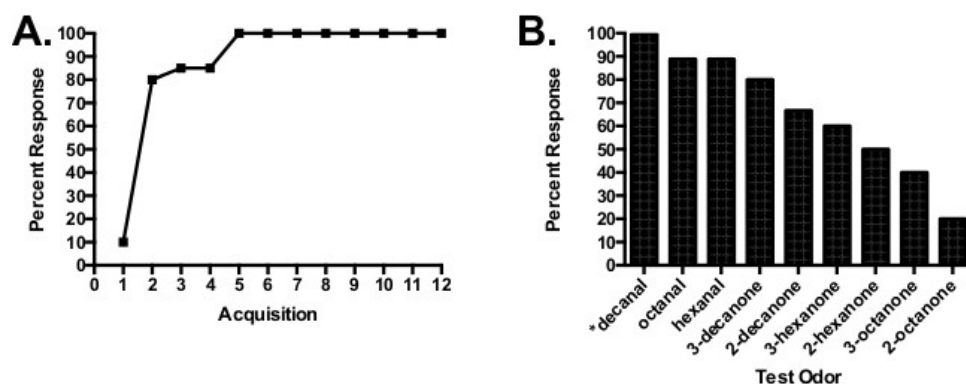 A.
Percent Response
100
90
80
70
60
50
40
30
20
10
0
0 1 2 3 4 5 6 7 8 9 10 11 12
Acquisition
B.
Percent Response
100
90
80
70
60
50
40
30
20
10
0
*decanal
octanal
hexanal
3-decanone
2-decanone
3-hexanone
2-hexanone
3-octanone
2-octanone
Test Odor